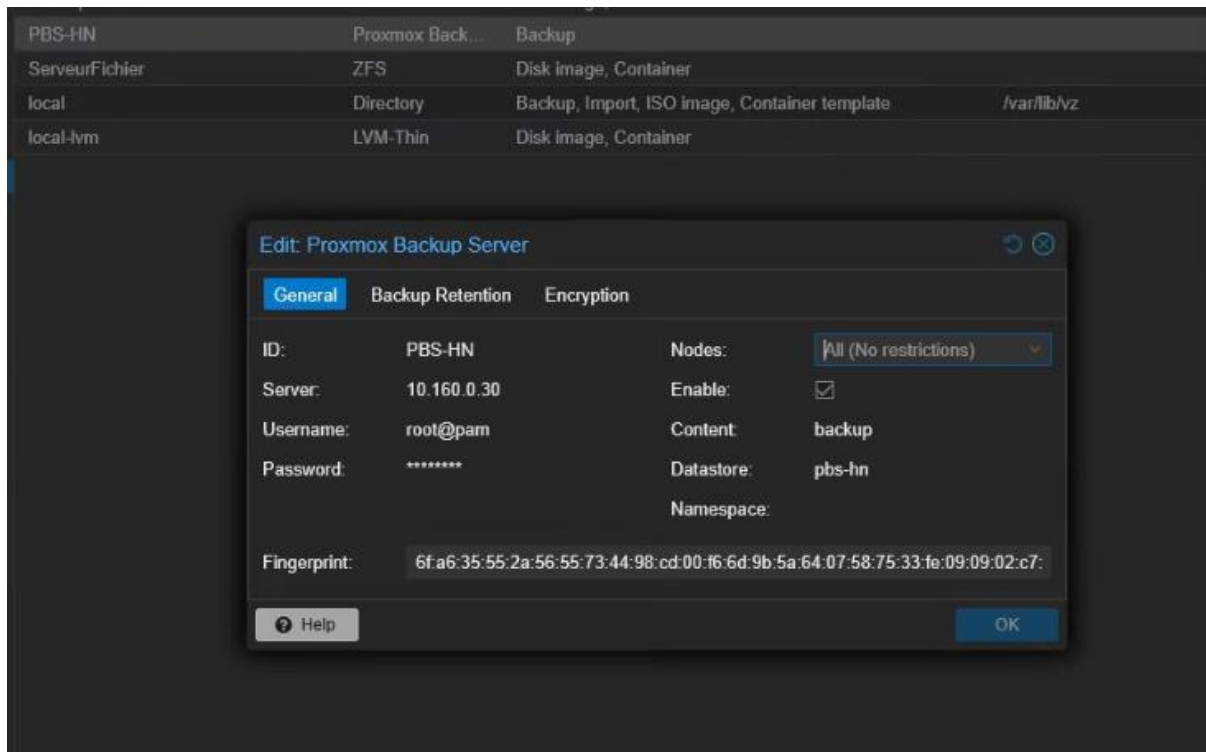 PBS-HN Proxmox Back... Backup
ServeurFichier ZFS Disk image, Container
local Directory Backup, Import, ISO image, Container template /var/lib/vz
local-lvm LVM-Thin Disk image, Container
Edit: Proxmox Backup Server
General Backup Retention Encryption
ID: PBS-HN Nodes: All (No restrictions)
Server: 10.160.0.30 Enable:
Username: root@pam Content: backup
Password: ******** Datastore: pbs-hn
Namespace:
Fingerprint: 6f:a6:35:55:2a:56:55:73:44:98:cd:00:f6:6d:9b:5a:64:07:58:75:33:fe:09:09:02:c7:
Help OK